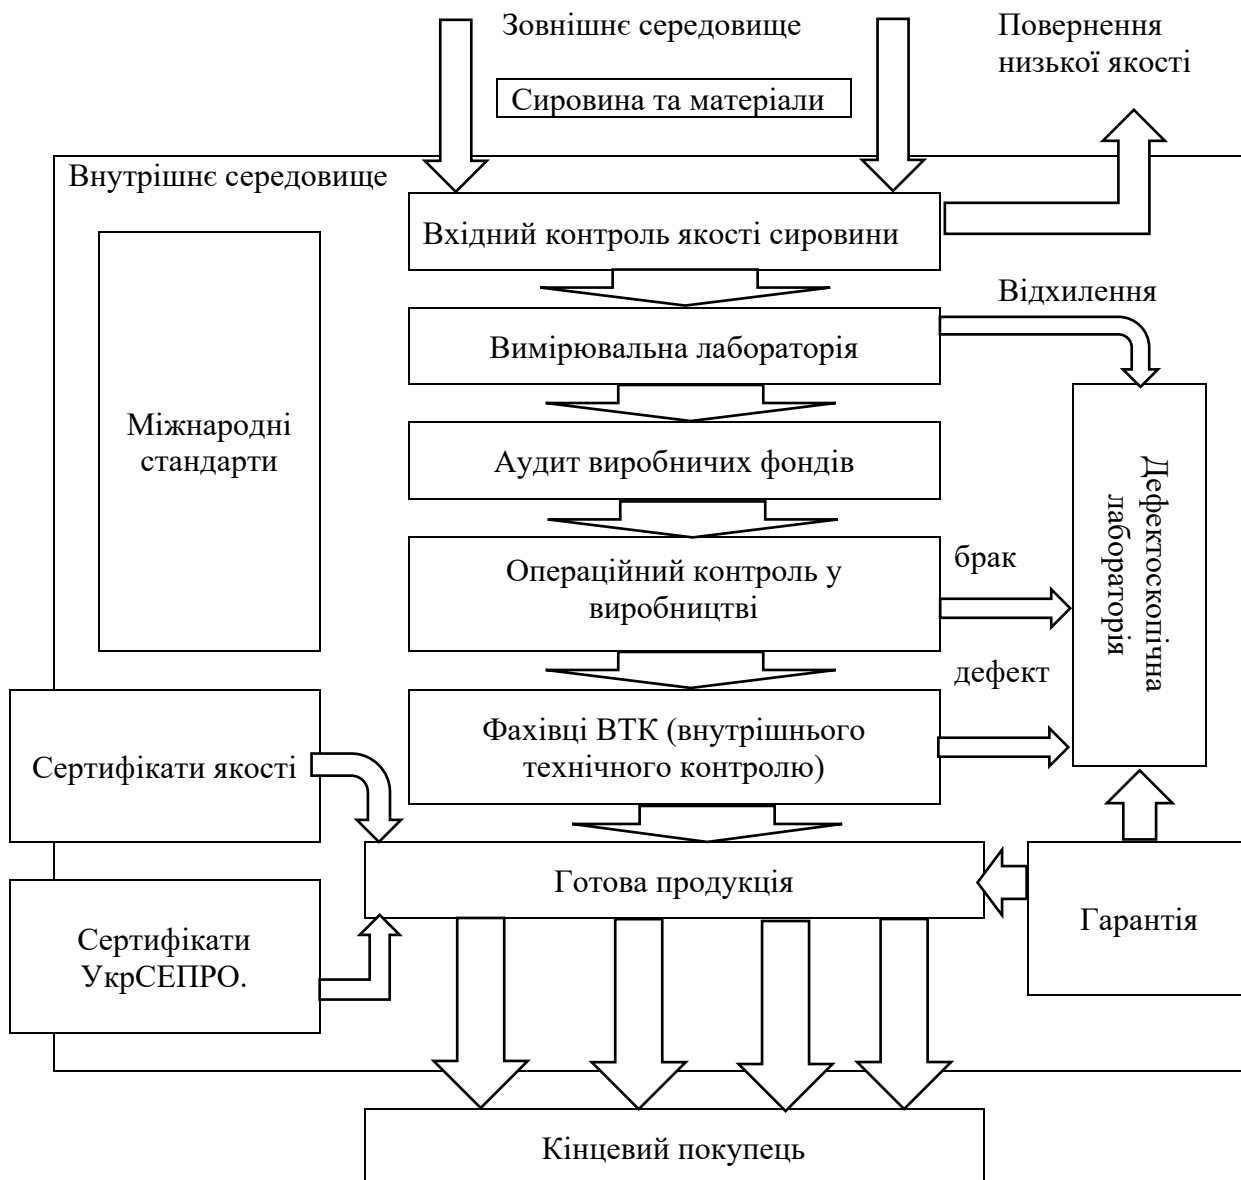 Зовнішнє середовище
Повернення
низької якості
Сировина та матеріали
Внутрішнє середовище
Вхідний контроль якості сировини
Відхилення
Вимірювальна лабораторія
Міжнародні
стандарти
Аудит виробничих фондів
Дефектоскопічна
лабораторія
Операційний контроль у
виробництві
брак
дефект
Фахівці ВТК (внутрішнього
технічного контролю)
Сертифікати якості
Готова продукція
Гарантія
Сертифікати
УкрСЕПРО.
Кінцевий покупець